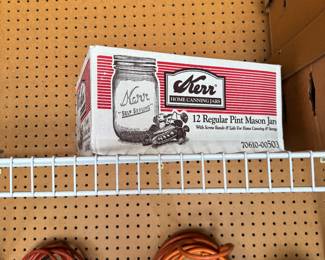 Kerr
"SELF SEALING"
Kerr
HOME CANNING JARS
12 Regular Pint Mason Jars
With Screw Bands & Lids For Home Canning & Storage
70610-00503